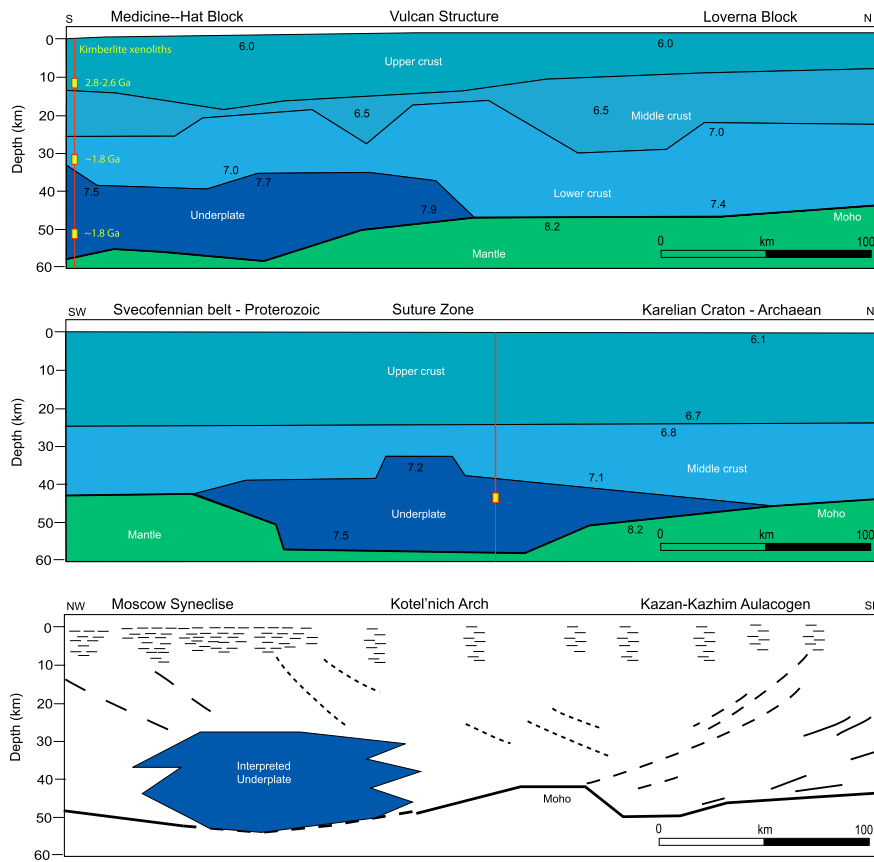 S Medicine--Hat Block Vulcan Structure Loverna Block N
0
Kimberlite xenoliths
6.0 6.0
Upper crust
10
2.8-2.6 Ga
20
6.5 6.5
Middle crust
7.0
30
~1.8 Ga
7.0
7.7
7.5
Lower crust
40
7.4
7.9
Underplate
Moho
8.2
50
~1.8 Ga
0 km 100
Mantle
60
Depth (km)
SW Svecofennian belt - Proterozoic Suture Zone Karelian Craton - Archaean N
0
6.1
10
Upper crust
20
6.7
6.8
30
7.2
Middle crust
7.1
40
Underplate
Moho
50
7.5
8.2
Mantle
0 km 100
60
Depth (km)
NW Moscow Syneclise Kotel'nich Arch Kazan-Kazhim Aulacogen
0
10
20
30
Interpreted
Underplate
40
Moho
50
0 km 100
60
Depth (km)